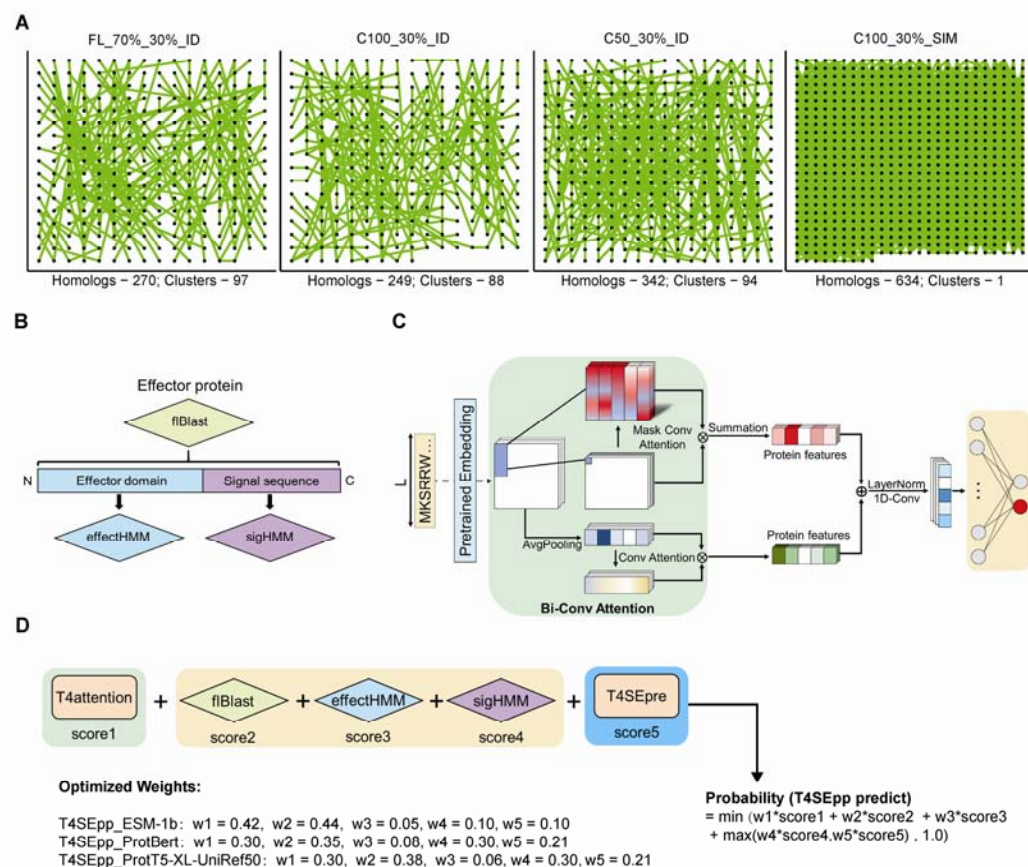 A
FL_70%_30%_ID
C100_30%_ID
C50_30%_ID
C100_30%_SIM
Homologs – 270; Clusters – 97
Homologs – 249; Clusters – 88
Homologs – 342; Clusters – 94
Homologs – 634; Clusters – 1
B
Effector protein
flBlast
N
Effector domain
Signal sequence
C
effectHMM
sigHMM
C
L
MKSRRW...
Pretrained Embedding
Mask Conv
Attention
Summation
Protein features
AvgPooling
Conv Attention
Protein features
Bi-Conv Attention
LayerNorm
1D-Conv
D
T4attention
+
flBlast
+
effectHMM
+
sigHMM
+
T4SEpre
score1
score2
score3
score4
score5
Optimized Weights:
T4SEpp_ESM-1b: w1 = 0.42, w2 = 0.44, w3 = 0.05, w4 = 0.10, w5 = 0.10
T4SEpp_ProtBert: w1 = 0.30, w2 = 0.35, w3 = 0.08, w4 = 0.30, w5 = 0.21
T4SEpp_ProtT5-XL-UniRef50: w1 = 0.30, w2 = 0.38, w3 = 0.06, w4 = 0.30, w5 = 0.21
Probability (T4SEpp predict)
= min (w1*score1 + w2*score2 + w3*score3
+ max(w4*score4,w5*score5) , 1.0)